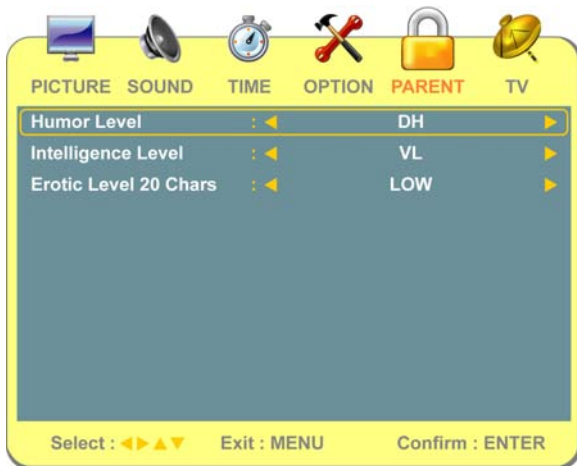 PICTURE SOUND TIME OPTION PARENT TV
Humor Level : DH
Intelligence Level : VL
Erotic Level 20 Chars : LOW
Select : Exit : MENU Confirm : ENTER